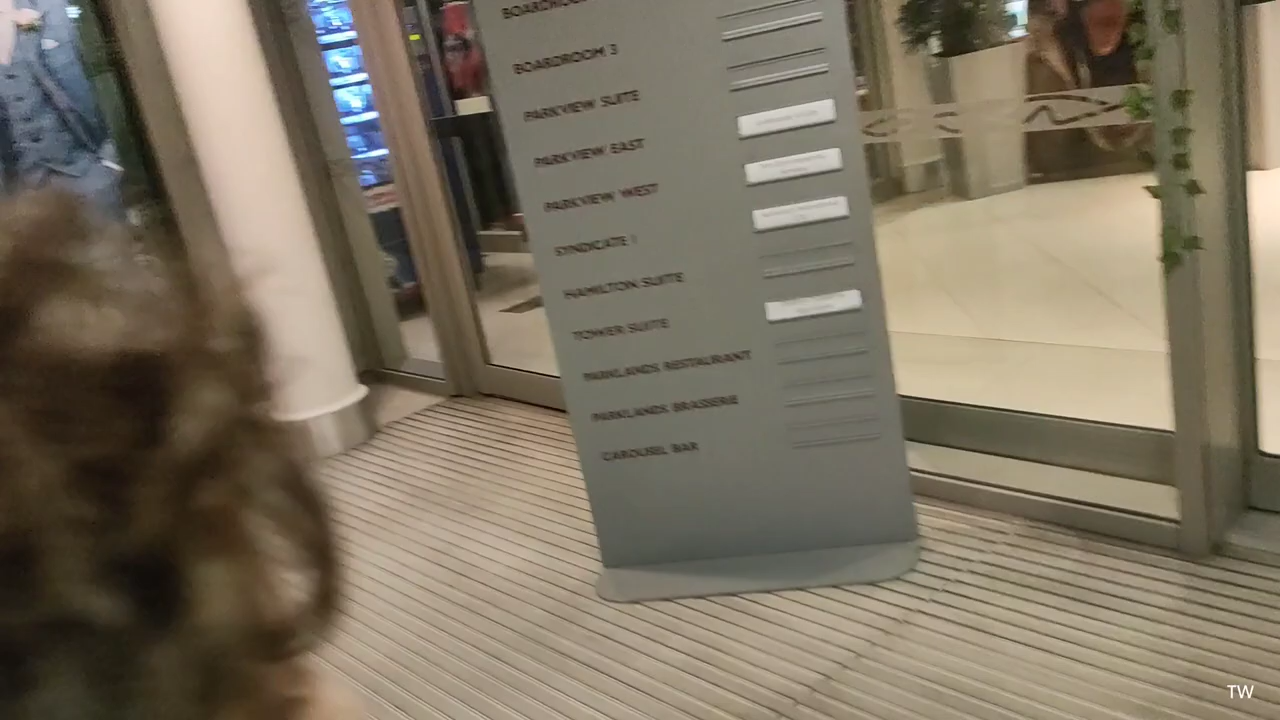 BOARDROOM 3
PARKVIEW SUITE
PARKVIEW EAST
PARKVIEW WEST
SYNDICATE 1
HAMILTON SUITE
TOWER SUITE
PARKLANDS RESTAURANT
PARKLANDS BRASSERIE
CAROUSEL BAR
TW